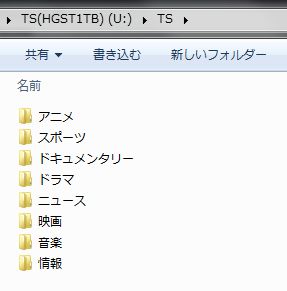 TS(HGST1TB) (U:) ▸ TS ▸
共有 ▼ 書き込む 新しいフォルダー
名前
アニメ
スポーツ
ドキュメンタリー
ドラマ
ニュース
映画
音楽
情報